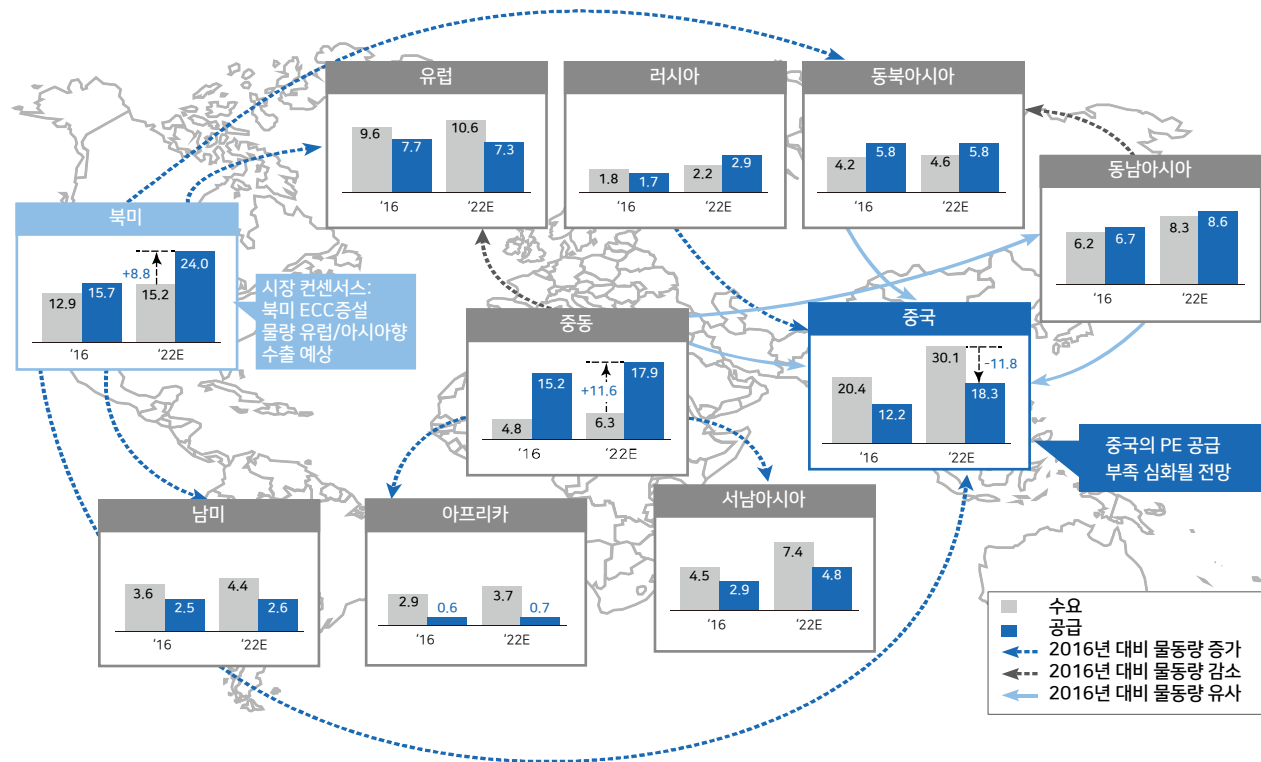 유럽
9.6
7.7
10.6
7.3
'16
'22E
러시아
1.8
1.7
2.2
2.9
'16
'22E
동북아시아
4.2
5.8
4.6
5.8
'16
'22E
동남아시아
6.2
6.7
8.3
8.6
'16
'22E
북미
12.9
15.7
+8.8
15.2
24.0
'16
'22E
시장 컨센서스:
북미 ECC증설
물량 유럽/아시아향
수출 예상
중동
4.8
15.2
+11.6
6.3
17.9
'16
'22E
중국
20.4
12.2
30.1
18.3
-11.8
'16
'22E
중국의 PE 공급
부족 심화될 전망
남미
3.6
2.5
4.4
2.6
'16
'22E
아프리카
2.9
0.6
3.7
0.7
'16
'22E
서남아시아
4.5
2.9
7.4
4.8
'16
'22E
수요
공급
2016년 대비 물동량 증가
2016년 대비 물동량 감소
2016년 대비 물동량 유사